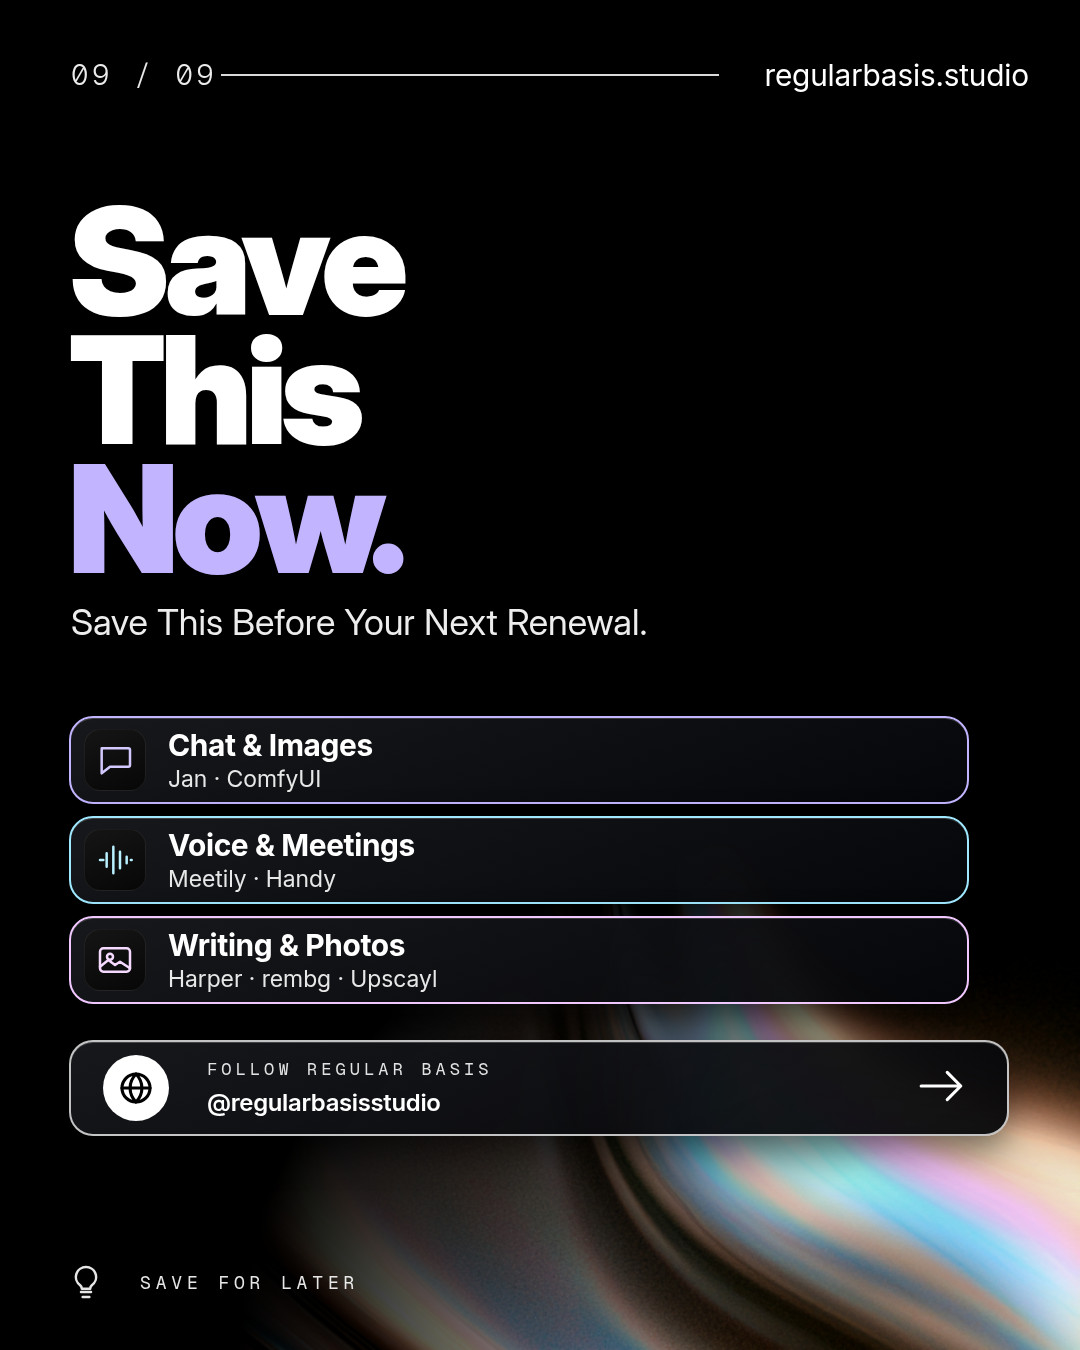 09 / 09
regularbasis.studio
Save
This
Now.
Save This Before Your Next Renewal.
Chat & Images
Jan · ComfyUI
Voice & Meetings
Meetily · Handy
Writing & Photos
Harper · rembg · Upscayl
FOLLOW REGULAR BASIS
@regularbasisstudio
SAVE FOR LATER